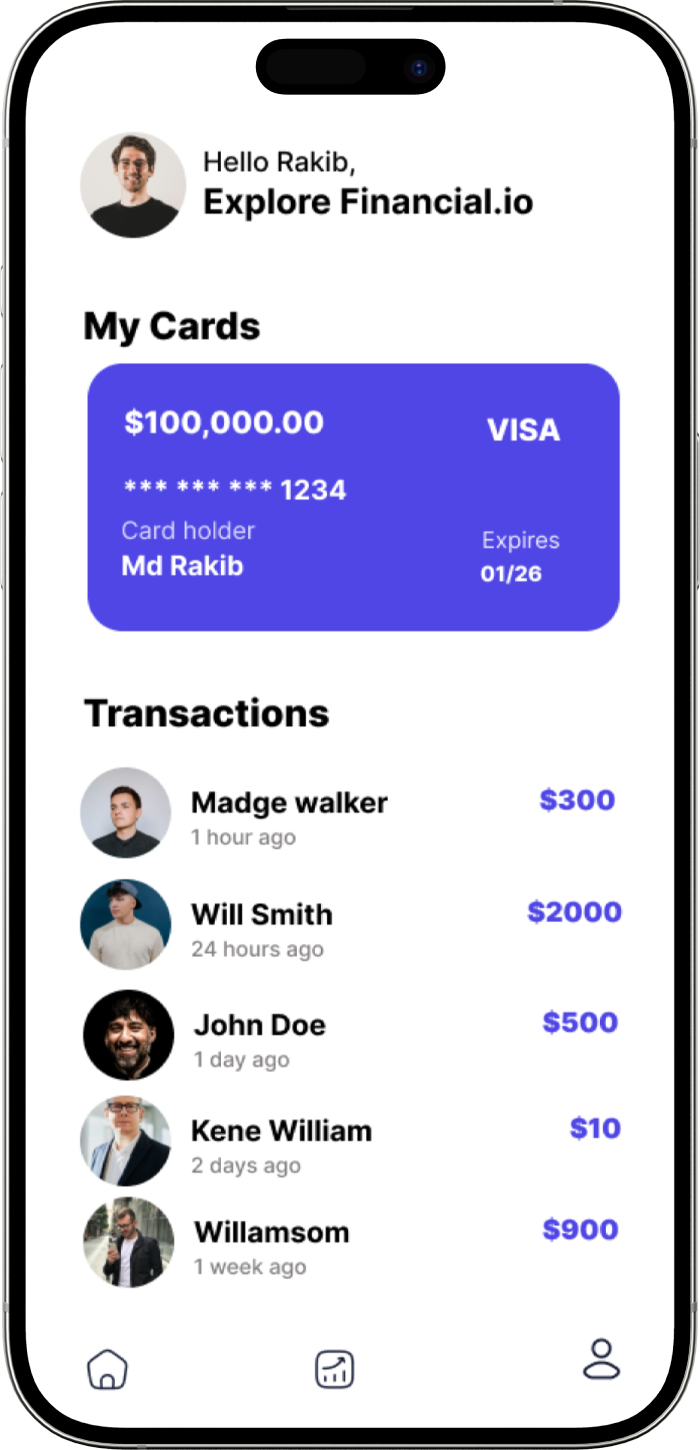 Hello Rakib,
Explore Financial.io
My Cards
$100,000.00
VISA
*** *** *** 1234
Card holder
Md Rakib
Expires
01/26
Transactions
Madge walker
$300
1 hour ago
Will Smith
$2000
24 hours ago
John Doe
$500
1 day ago
Kene William
$10
2 days ago
Willamsom
$900
1 week ago